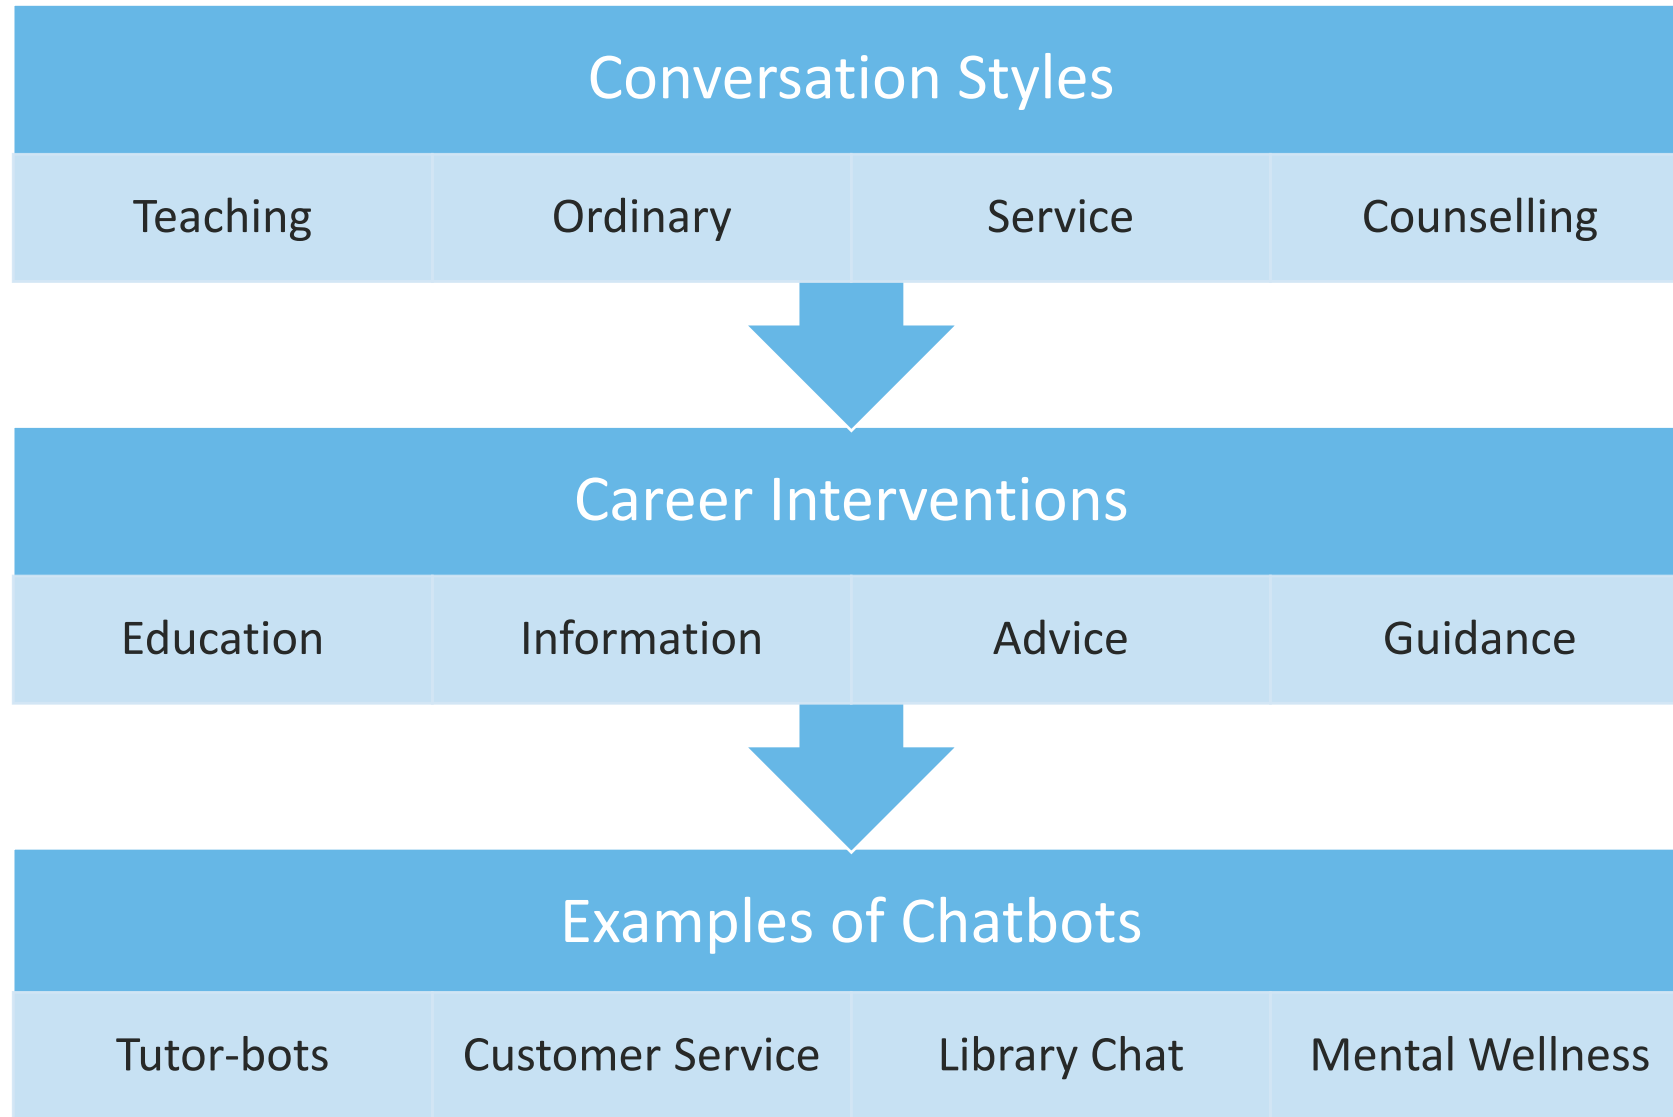 Conversation Styles
Teaching Ordinary Service Counselling
Career Interventions
Education Information Advice Guidance
Examples of Chatbots
Tutor-bots Customer Service Library Chat Mental Wellness